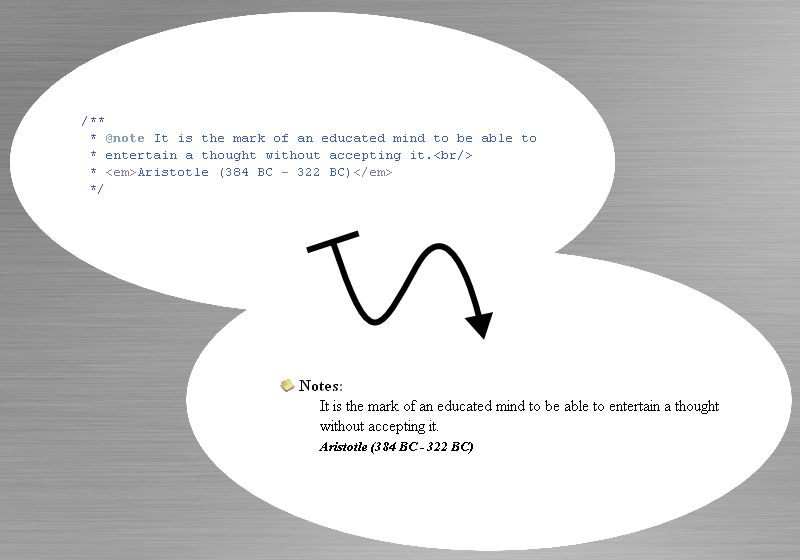 /**
* @note It is the mark of an educated mind to be able to
* entertain a thought without accepting it.<br/>
* <em>Aristotle (384 BC - 322 BC)</em>
*/
Notes:
It is the mark of an educated mind to be able to entertain a thought
without accepting it.
Aristotle (384 BC - 322 BC)